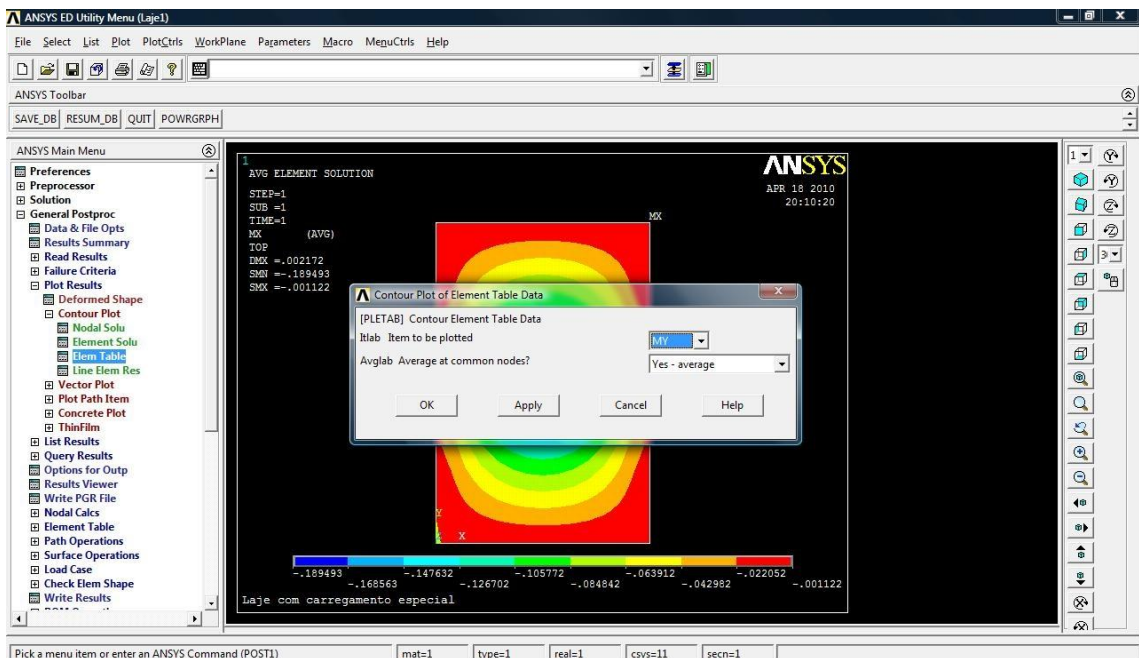 ANSYS ED Utility Menu (Laje1)
File Select List Plot PlotCtrls WorkPlane Parameters Macro MenuCtrls Help
ANSYS Toolbar
SAVE_DB RESUM_DB QUIT POWRGRPH
ANSYS Main Menu
Preferences
Preprocessor
Solution
General Postproc
Data & File Opts
Results Summary
Read Results
Failure Criteria
Plot Results
Deformed Shape
Contour Plot
Nodal Solu
Element Solu
Elem Table
Line Elem Res
Vector Plot
Plot Path Item
Concrete Plot
ThinFilm
List Results
Query Results
Options for Outp
Results Viewer
Write PGR File
Nodal Calcs
Element Table
Path Operations
Surface Operations
Load Case
Check Elem Shape
Write Results
1
AVG ELEMENT SOLUTION
STEP=1
SUB =1
TIME=1
MX (AVG)
TOP
DMX =.002172
SMN =-.189493
SMX =-.001122
ANSYS
APR 18 2010
20:10:20
MX
Contour Plot of Element Table Data
[PLETAB] Contour Element Table Data
Itlab Item to be plotted MY
Avglab Average at common nodes? Yes - average
OK Apply Cancel Help
Y
X
-.189493 -.147632 -.105772 -.063912 -.022052
-.168563 -.126702 -.084842 -.042982 -.001122
Laje com carregamento especial
1
3
Pick a menu item or enter an ANSYS Command (POST1) mat=1 type=1 real=1 csys=11 secn=1